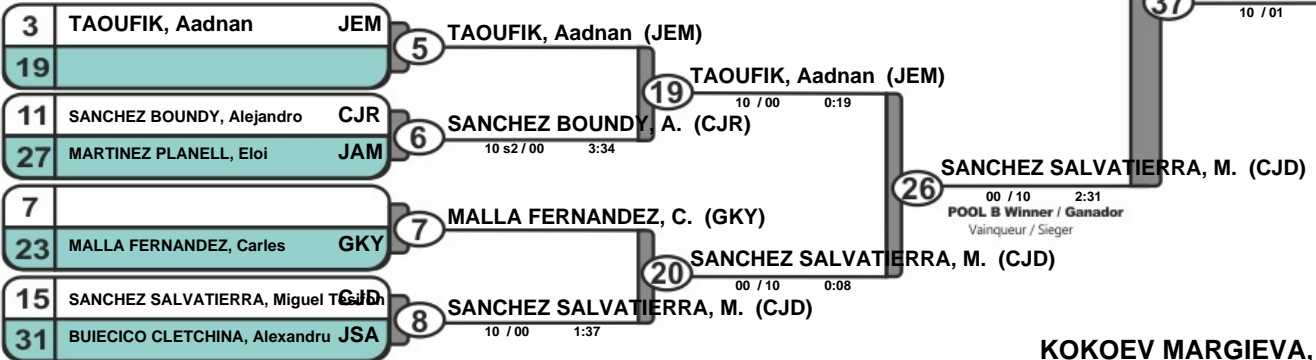 37
10 / 01
3 TAOUFIK, Aadnan JEM
19
5
TAOUFIK, Aadnan (JEM)
11 SANCHEZ BOUNDY, Alejandro CJR
27 MARTINEZ PLANELL, Eloi JAM
6
SANCHEZ BOUNDY, A. (CJR)
10 s2 / 00 3:34
19
TAOUFIK, Aadnan (JEM)
10 / 00 0:19
7
23 MALLA FERNANDEZ, Carles GKY
7
MALLA FERNANDEZ, C. (GKY)
15 SANCHEZ SALVATIERRA, Miguel CJD
31 BUIECICO CLETCHINA, Alexandru JSA
8
SANCHEZ SALVATIERRA, M. (CJD)
10 / 00 1:37
20
SANCHEZ SALVATIERRA, M. (CJD)
00 / 10 0:08
26
SANCHEZ SALVATIERRA, M. (CJD)
00 / 10 2:31
POOL B Winner / Ganador
Vainqueur / Sieger
KOKOEV MARGIEVA,